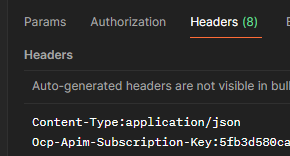 Params Authorization Headers (8)
Headers
Auto-generated headers are not visible in bul
Content-Type:application/json
Ocp-Apim-Subscription-Key:5fb3d580ca